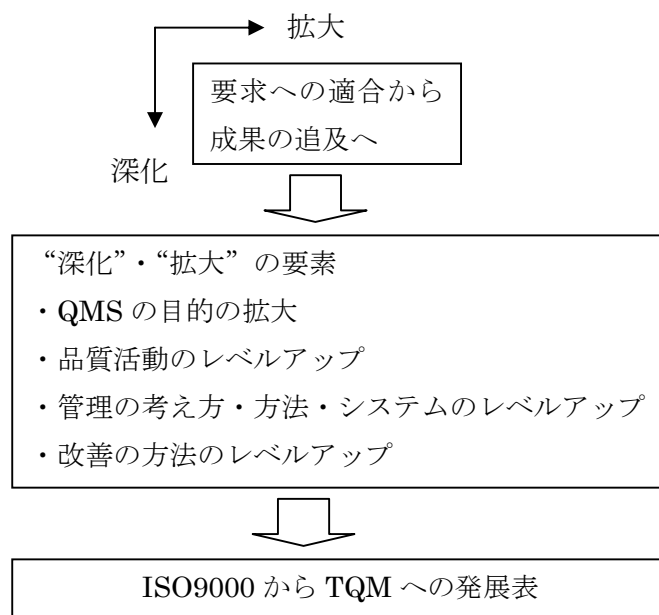 拡大
要求への適合から
成果の追及へ
深化
“深化”・“拡大”の要素
・QMS の目的の拡大
・品質活動のレベルアップ
・管理の考え方・方法・システムのレベルアップ
・改善の方法のレベルアップ
ISO9000 から TQM への発展表